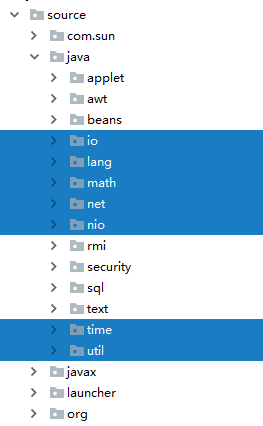 source
com.sun
java
applet
awt
beans
io
lang
math
net
nio
rmi
security
sql
text
time
util
javax
launcher
org